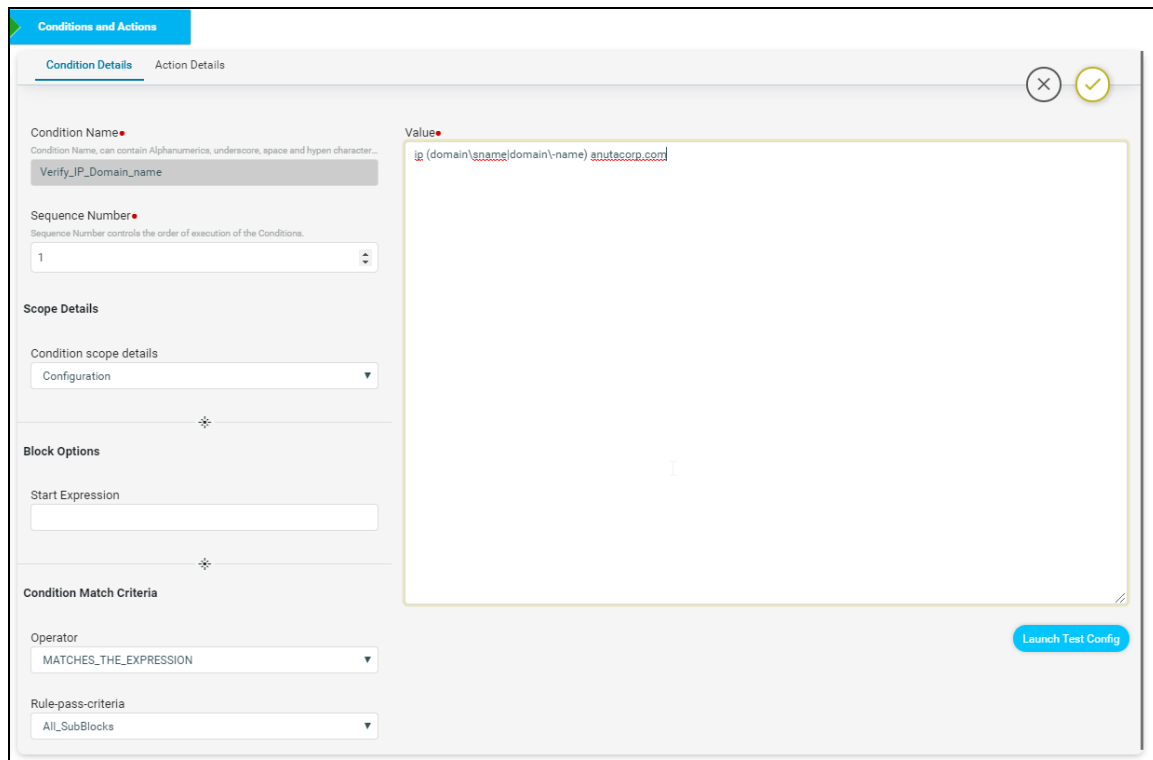 Conditions and Actions
Condition Details
Action Details
Condition Name
Condition Name, can contain Alphanumerica, underscore, space and hypen character...
Verify_IP_Domain_name
Sequence Number
Sequence Number controls the order of execution of the Conditions.
1
Scope Details
Condition scope details
Configuration
Block Options
Start Expression
Condition Match Criteria
Operator
MATCHES_THE_EXPRESSION
Rule-pass-criteria
All_SubBlocks
Value
ip (domain\sname|domain\-name) anutacorp.com
Launch Test Config